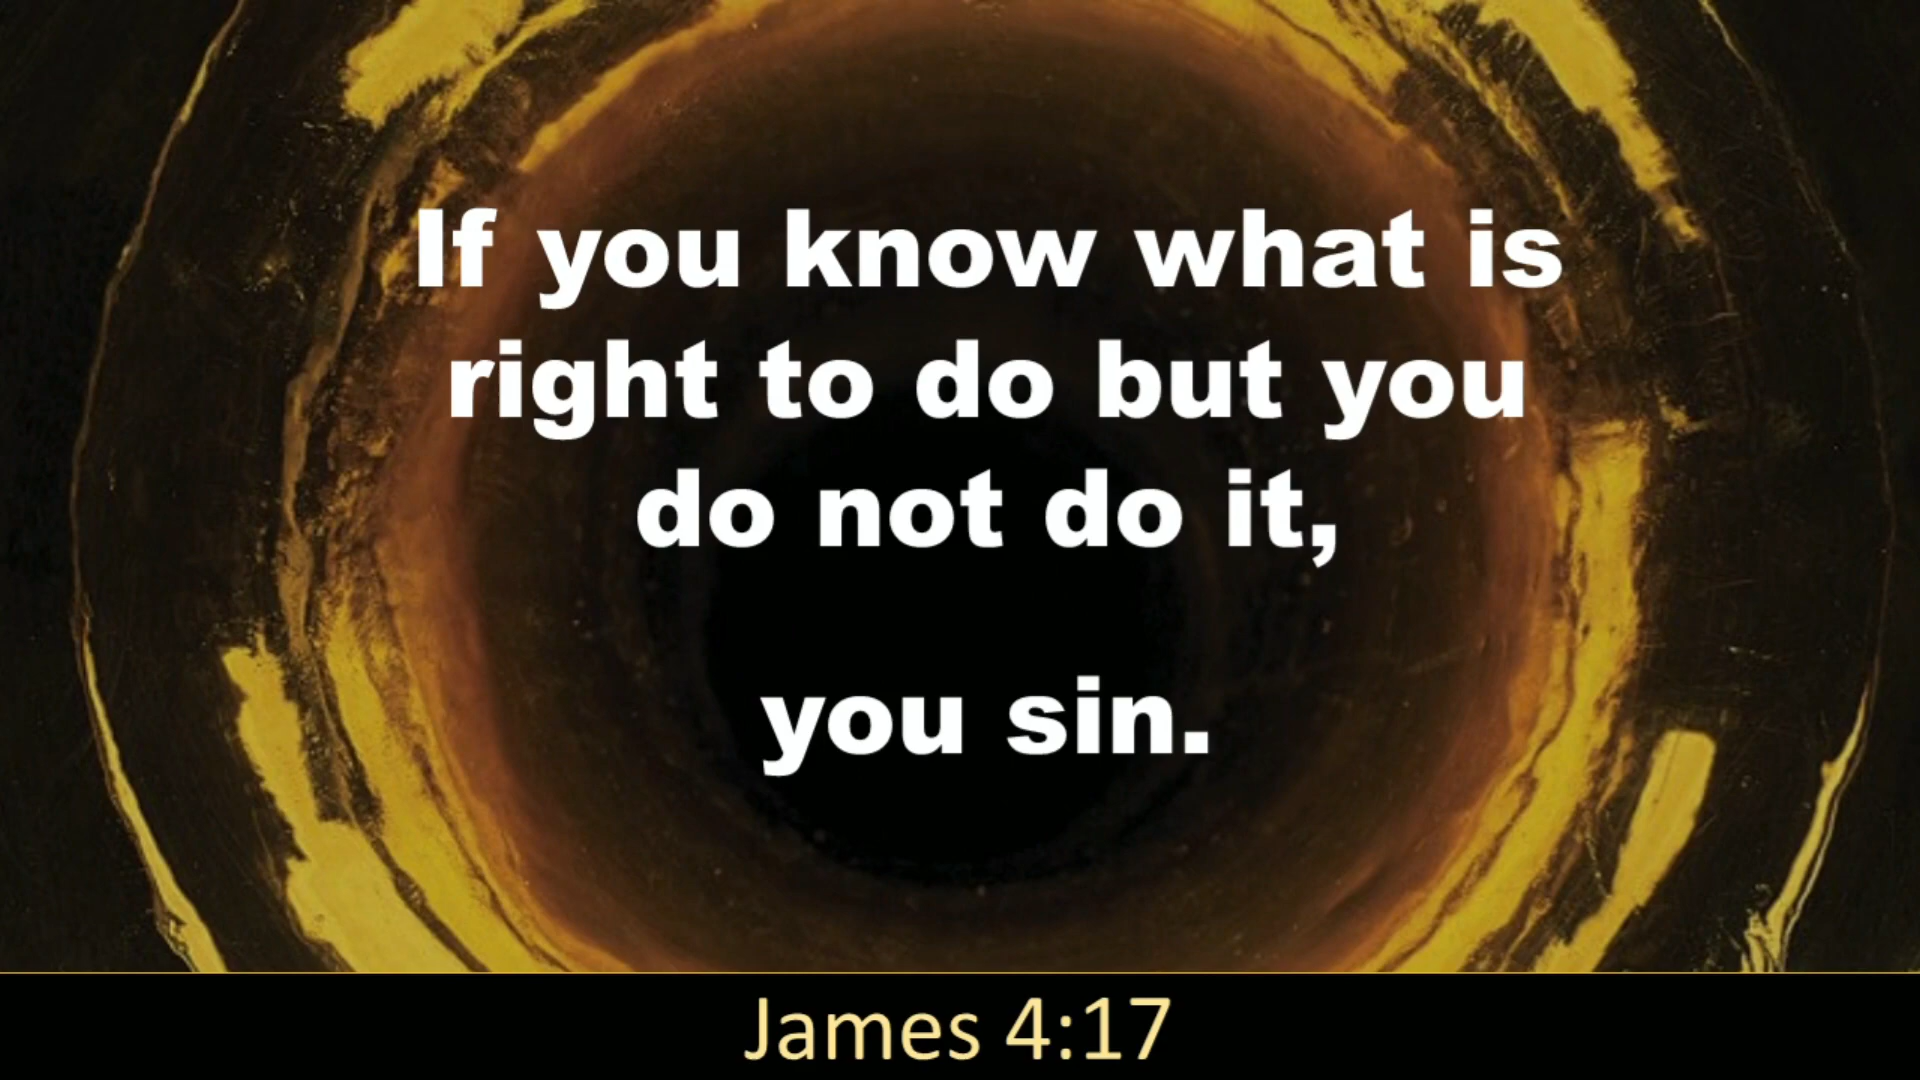 If you know what is
right to do but you
do not do it,
you sin.
James 4:17